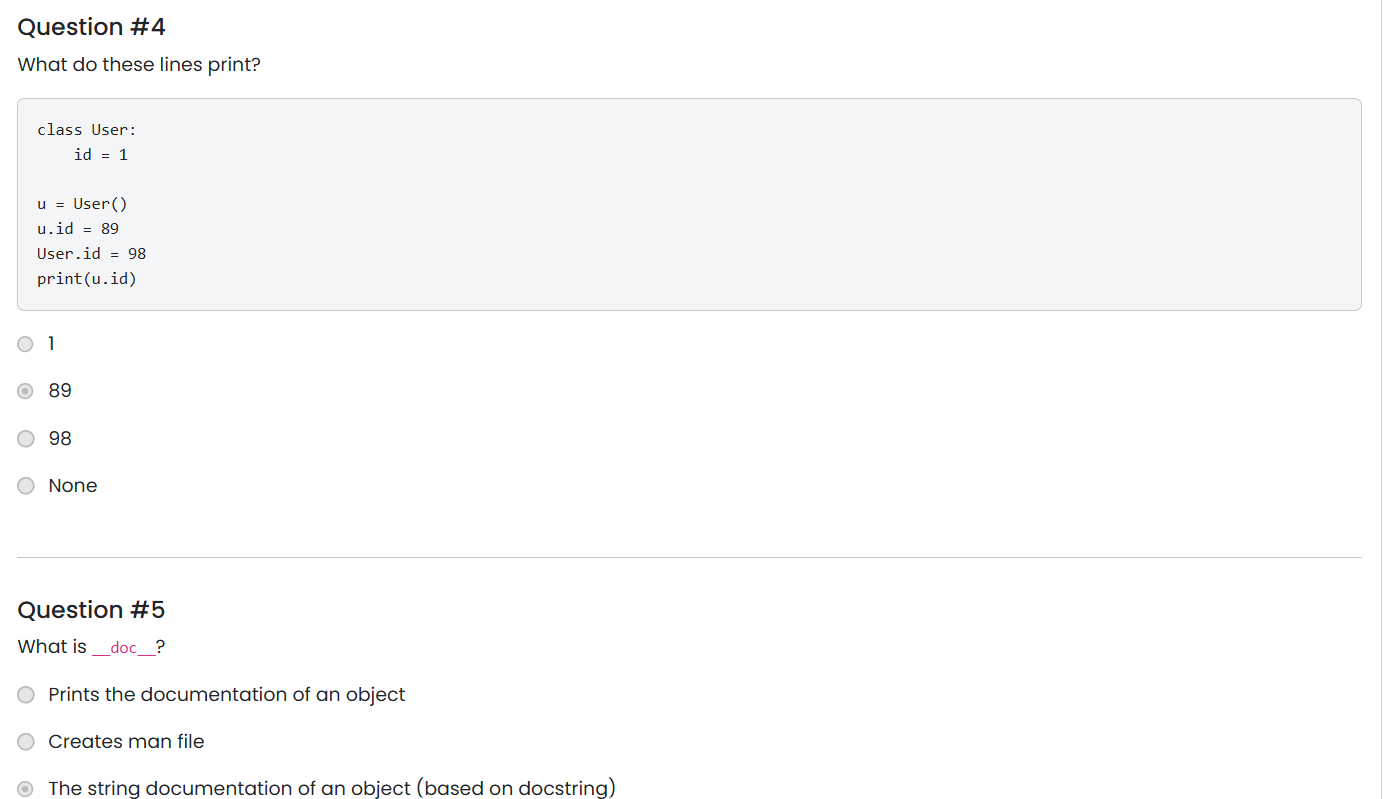 Question #4
What do these lines print?
class User:
    id = 1
u = User()
u.id = 89
User.id = 98
print(u.id)
1
89
98
None
Question #5
What is __doc__?
Prints the documentation of an object
Creates man file
The string documentation of an object (based on docstring)